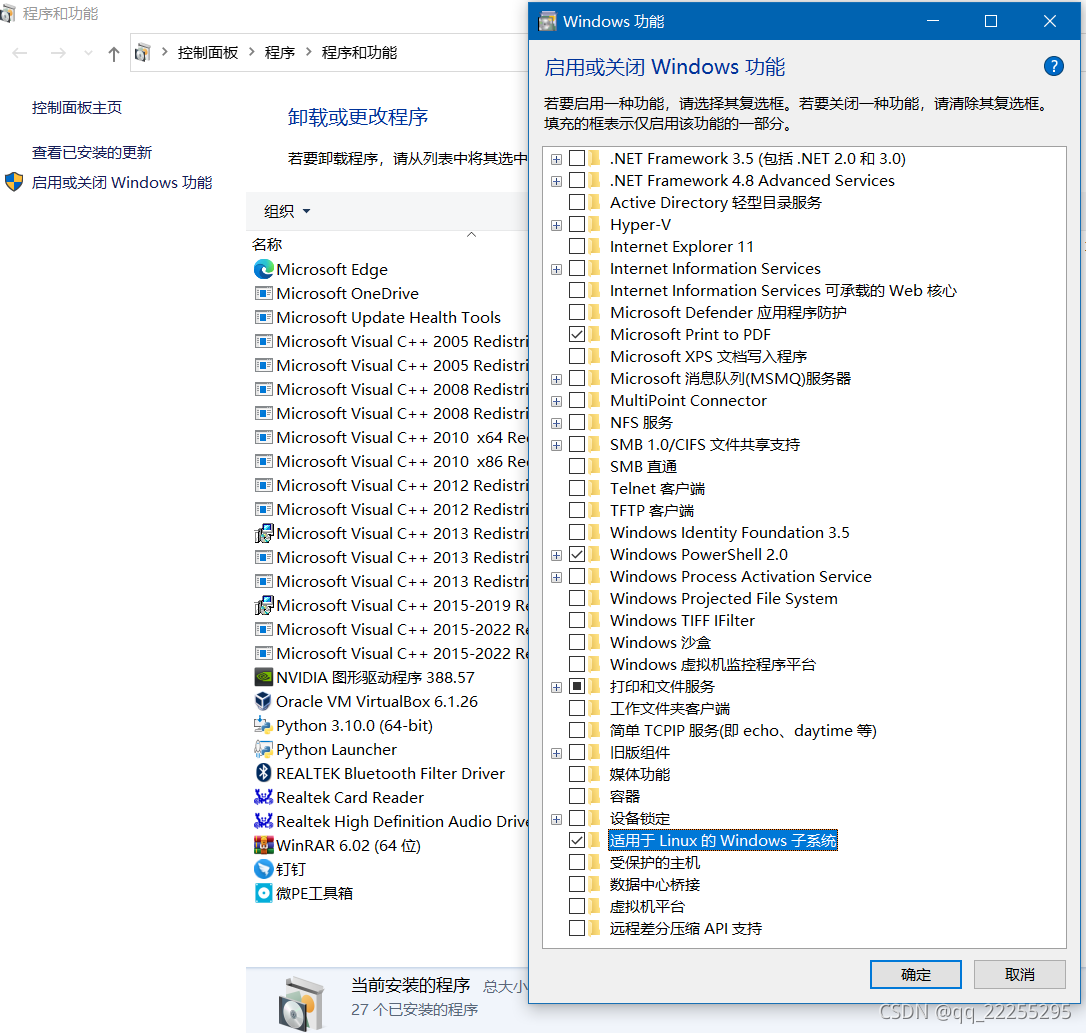 程序和功能
控制面板 程序 程序和功能
控制面板主页
查看已安装的更新
启用或关闭 Windows 功能
卸载或更改程序
若要卸载程序，请从列表中将其选中
组织
名称
Microsoft Edge
Microsoft OneDrive
Microsoft Update Health Tools
Microsoft Visual C++ 2005 Redistri
Microsoft Visual C++ 2005 Redistri
Microsoft Visual C++ 2008 Redistri
Microsoft Visual C++ 2008 Redistri
Microsoft Visual C++ 2010  x64 Re
Microsoft Visual C++ 2010  x86 Re
Microsoft Visual C++ 2012 Redistri
Microsoft Visual C++ 2012 Redistri
Microsoft Visual C++ 2013 Redistri
Microsoft Visual C++ 2013 Redistri
Microsoft Visual C++ 2013 Redistri
Microsoft Visual C++ 2015-2019 Re
Microsoft Visual C++ 2015-2022 Re
Microsoft Visual C++ 2015-2022 Re
NVIDIA 图形驱动程序 388.57
Oracle VM VirtualBox 6.1.26
Python 3.10.0 (64-bit)
Python Launcher
REALTEK Bluetooth Filter Driver
Realtek Card Reader
Realtek High Definition Audio Drive
WinRAR 6.02 (64 位)
钉钉
微PE工具箱
当前安装的程序 总大小
27 个已安装的程序
Windows 功能
启用或关闭 Windows 功能
若要启用一种功能，请选择其复选框。若要关闭一种功能，请清除其复选框。
填充的框表示仅启用该功能的一部分。
.NET Framework 3.5 (包括 .NET 2.0 和 3.0)
.NET Framework 4.8 Advanced Services
Active Directory 轻型目录服务
Hyper-V
Internet Explorer 11
Internet Information Services
Internet Information Services 可承载的 Web 核心
Microsoft Defender 应用程序防护
Microsoft Print to PDF
Microsoft XPS 文档写入程序
Microsoft 消息队列(MSMQ)服务器
MultiPoint Connector
NFS 服务
SMB 1.0/CIFS 文件共享支持
SMB 直通
Telnet 客户端
TFTP 客户端
Windows Identity Foundation 3.5
Windows PowerShell 2.0
Windows Process Activation Service
Windows Projected File System
Windows TIFF IFilter
Windows 沙盒
Windows 虚拟机监控程序平台
打印和文件服务
工作文件夹客户端
简单 TCPIP 服务(即 echo、daytime 等)
旧版组件
媒体功能
容器
设备锁定
适用于 Linux 的 Windows 子系统
受保护的主机
数据中心桥接
虚拟机平台
远程差分压缩 API 支持
确定
取消
CSDN @qq_22255295